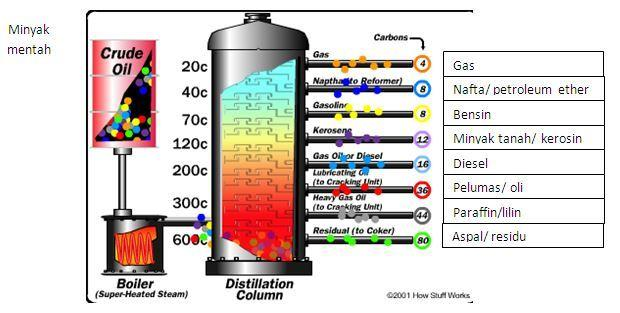 Minyak
mentah
Crude
Oil
Carbons
20c
40c
70c
120c
200c
300c
600c
Gas
Naptha (to Reformer)
Gasoline
Kerosene
Gas Oil or Diesel
Lubricating Oil
(to Cracking Unit)
Heavy Gas Oil
(to Cracking Unit)
Residual (to Coker)
4
8
8
12
16
36
44
80
Gas
Nafta/ petroleum ether
Bensin
Minyak tanah/ kerosin
Diesel
Pelumas/ oli
Paraffin/lilin
Aspal/ residu
Boiler
(Super-Heated Steam)
Distillation
Column
©2001 How Stuff Works